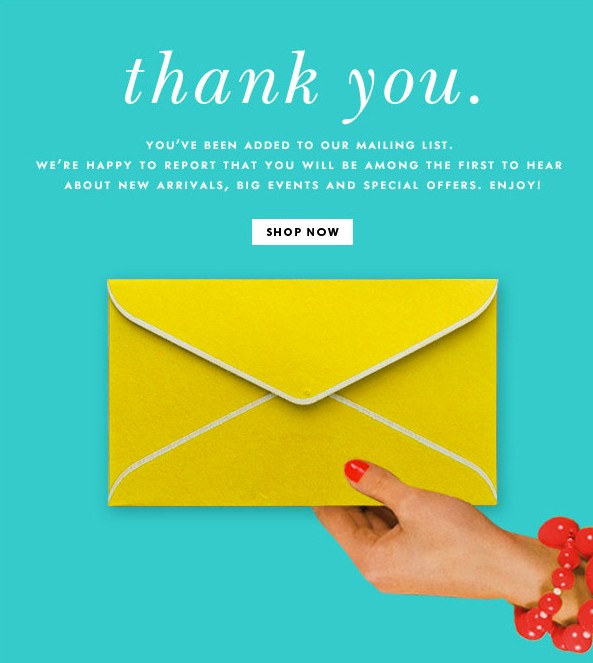 thank you.
YOU'VE BEEN ADDED TO OUR MAILING LIST.
WE'RE HAPPY TO REPORT THAT YOU WILL BE AMONG THE FIRST TO HEAR
ABOUT NEW ARRIVALS, BIG EVENTS AND SPECIAL OFFERS. ENJOY!
SHOP NOW